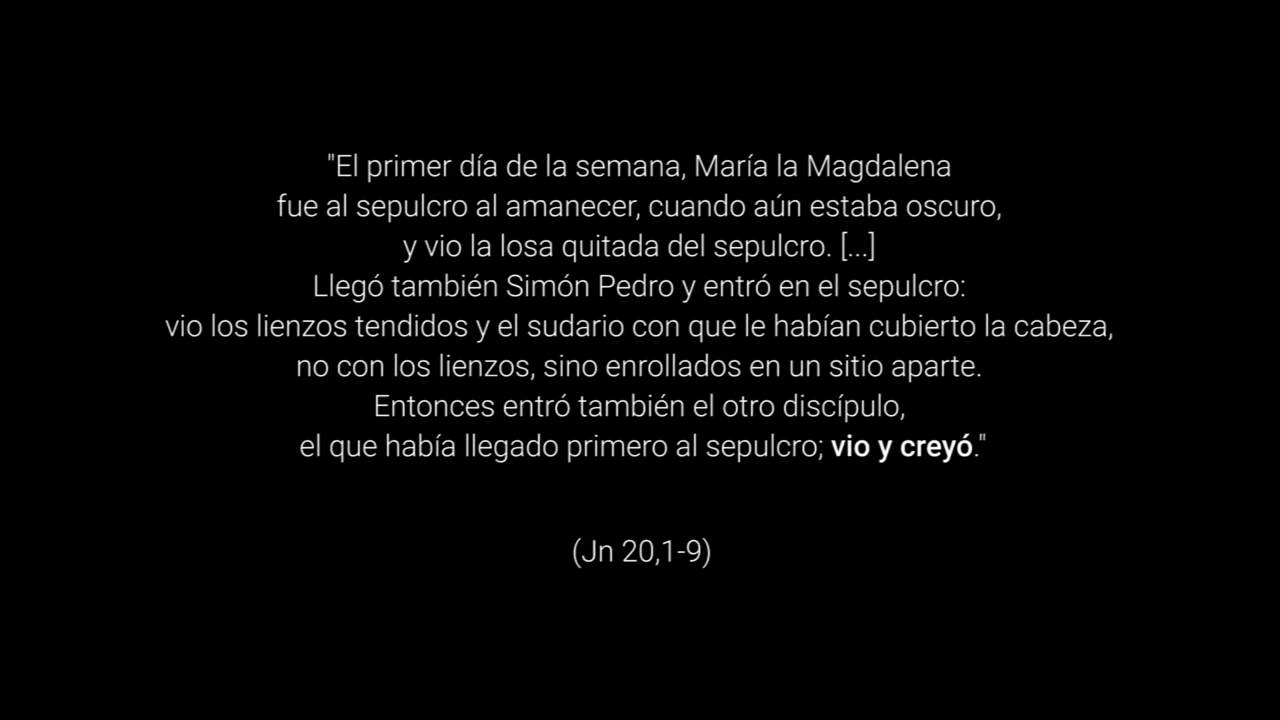 "El primer día de la semana, María la Magdalena
fue al sepulcro al amanecer, cuando aún estaba oscuro,
y vio la losa quitada del sepulcro. [...]
Llegó también Simón Pedro y entró en el sepulcro:
vio los lienzos tendidos y el sudario con que le habían cubierto la cabeza,
no con los lienzos, sino enrollados en un sitio aparte.
Entonces entró también el otro discípulo,
el que había llegado primero al sepulcro; vio y creyó."
(Jn 20,1-9)